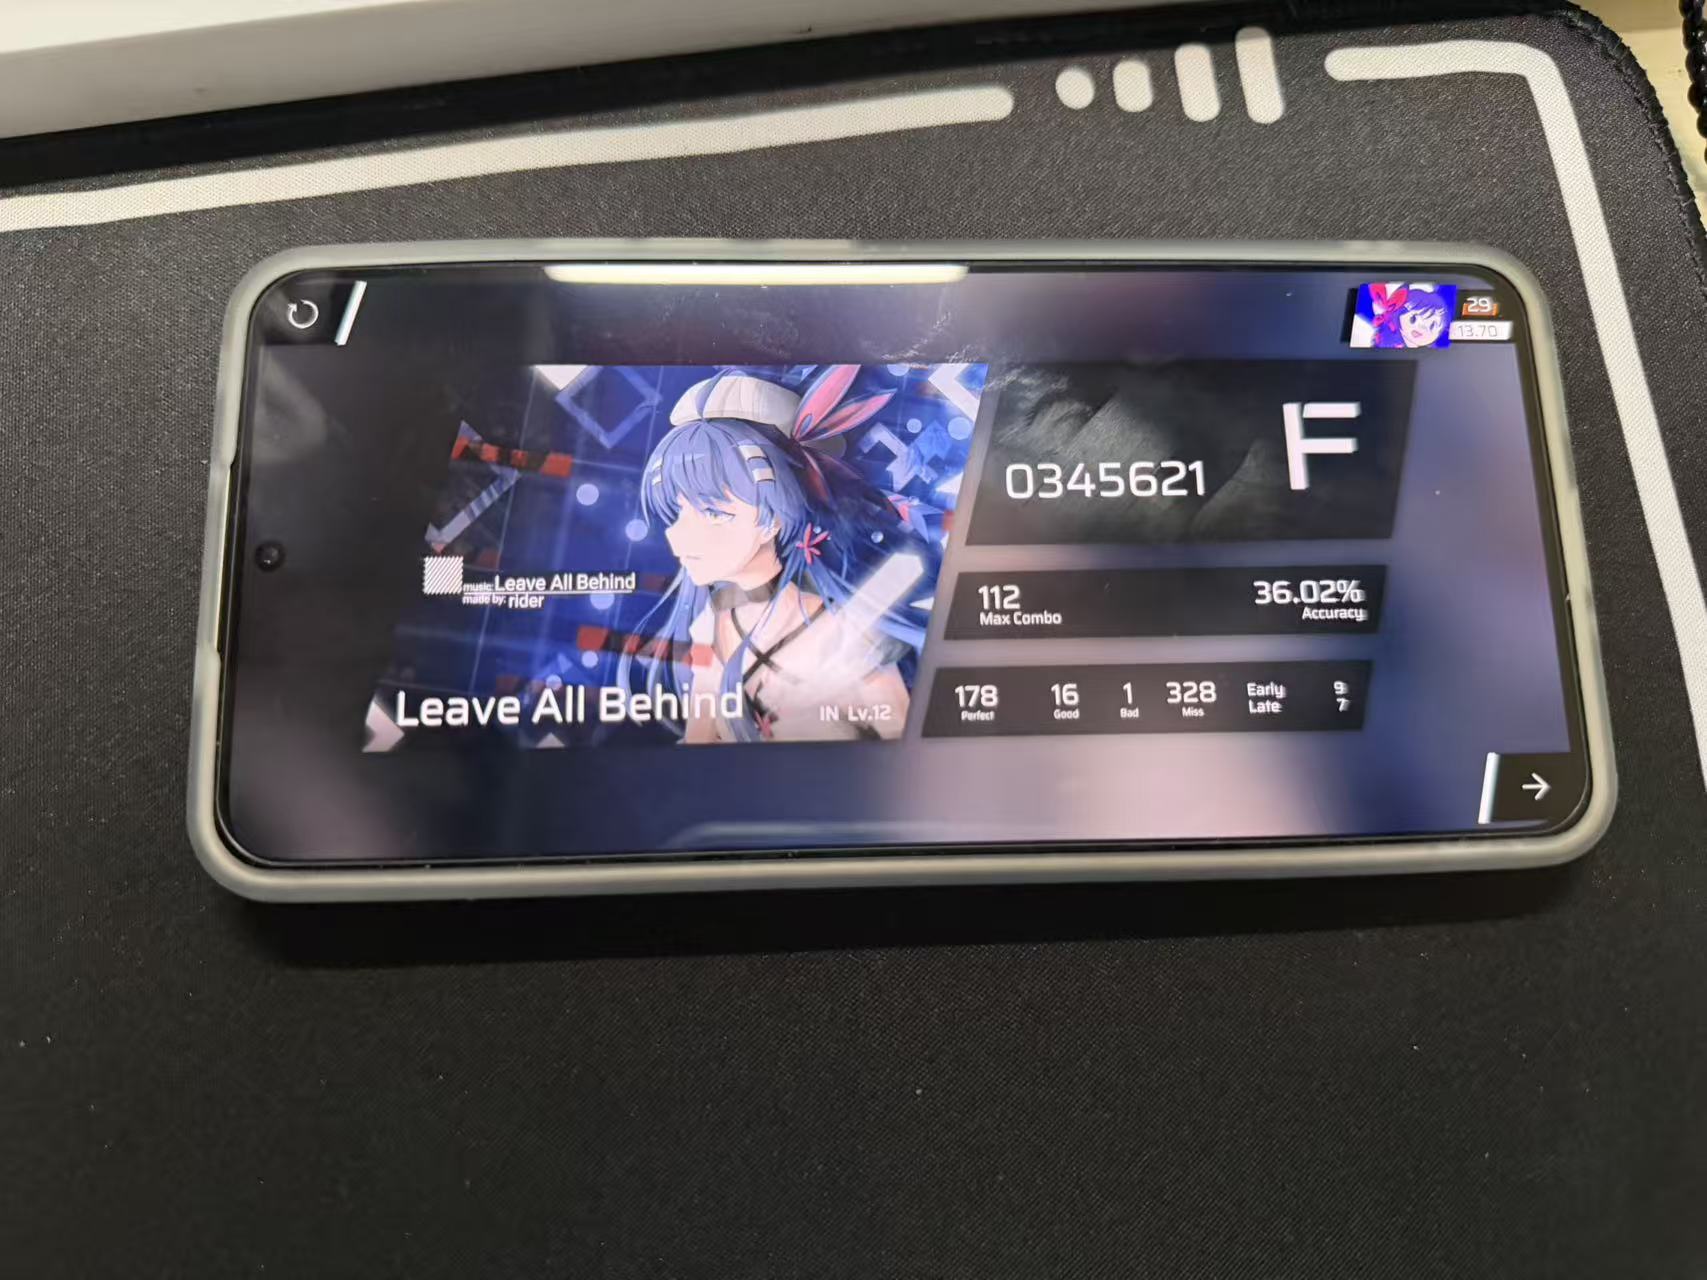 29
13.70
music: Leave All Behind
made by: rider
Leave All Behind
IN Lv.12
0345621
F
112
Max Combo
36.02%
Accuracy
178
Perfect
16
Good
1
Bad
328
Miss
Early 9
Late 7